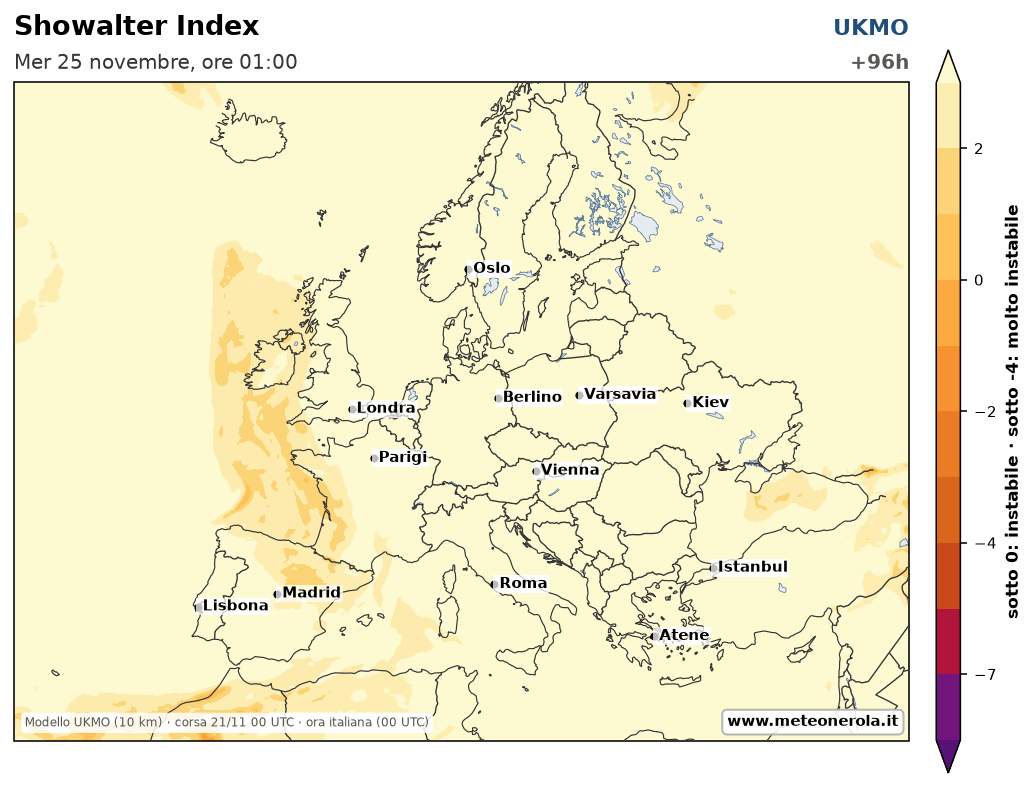 Showalter Index
UKMO
Mer 25 novembre, ore 01:00
+96h
Oslo
Londra
Berlino
Varsavia
Kiev
Parigi
Vienna
Istanbul
Roma
Madrid
Lisbona
Atene
Modello UKMO (10 km) · corsa 21/11 00 UTC · ora italiana (00 UTC)
www.meteonerola.it
2
0
−2
−4
−7
sotto 0: instabile · sotto -4: molto instabile